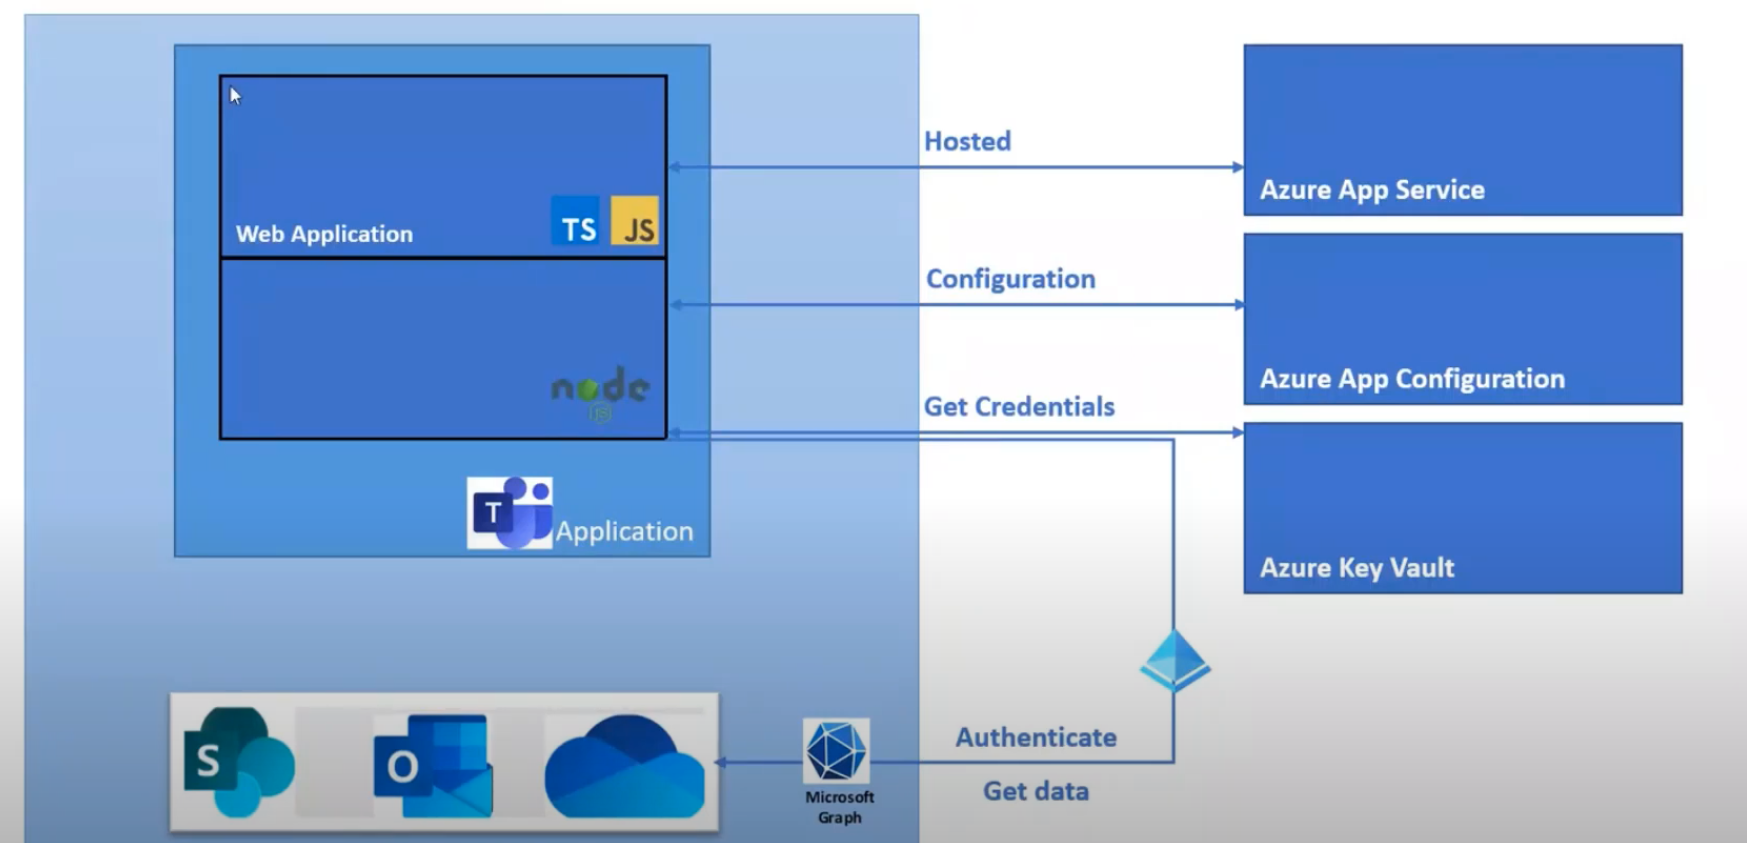 Web Application
TS
JS
node
JS
T
Application
Hosted
Configuration
Get Credentials
Azure App Service
Azure App Configuration
Azure Key Vault
S
O
Microsoft
Graph
Authenticate
Get data